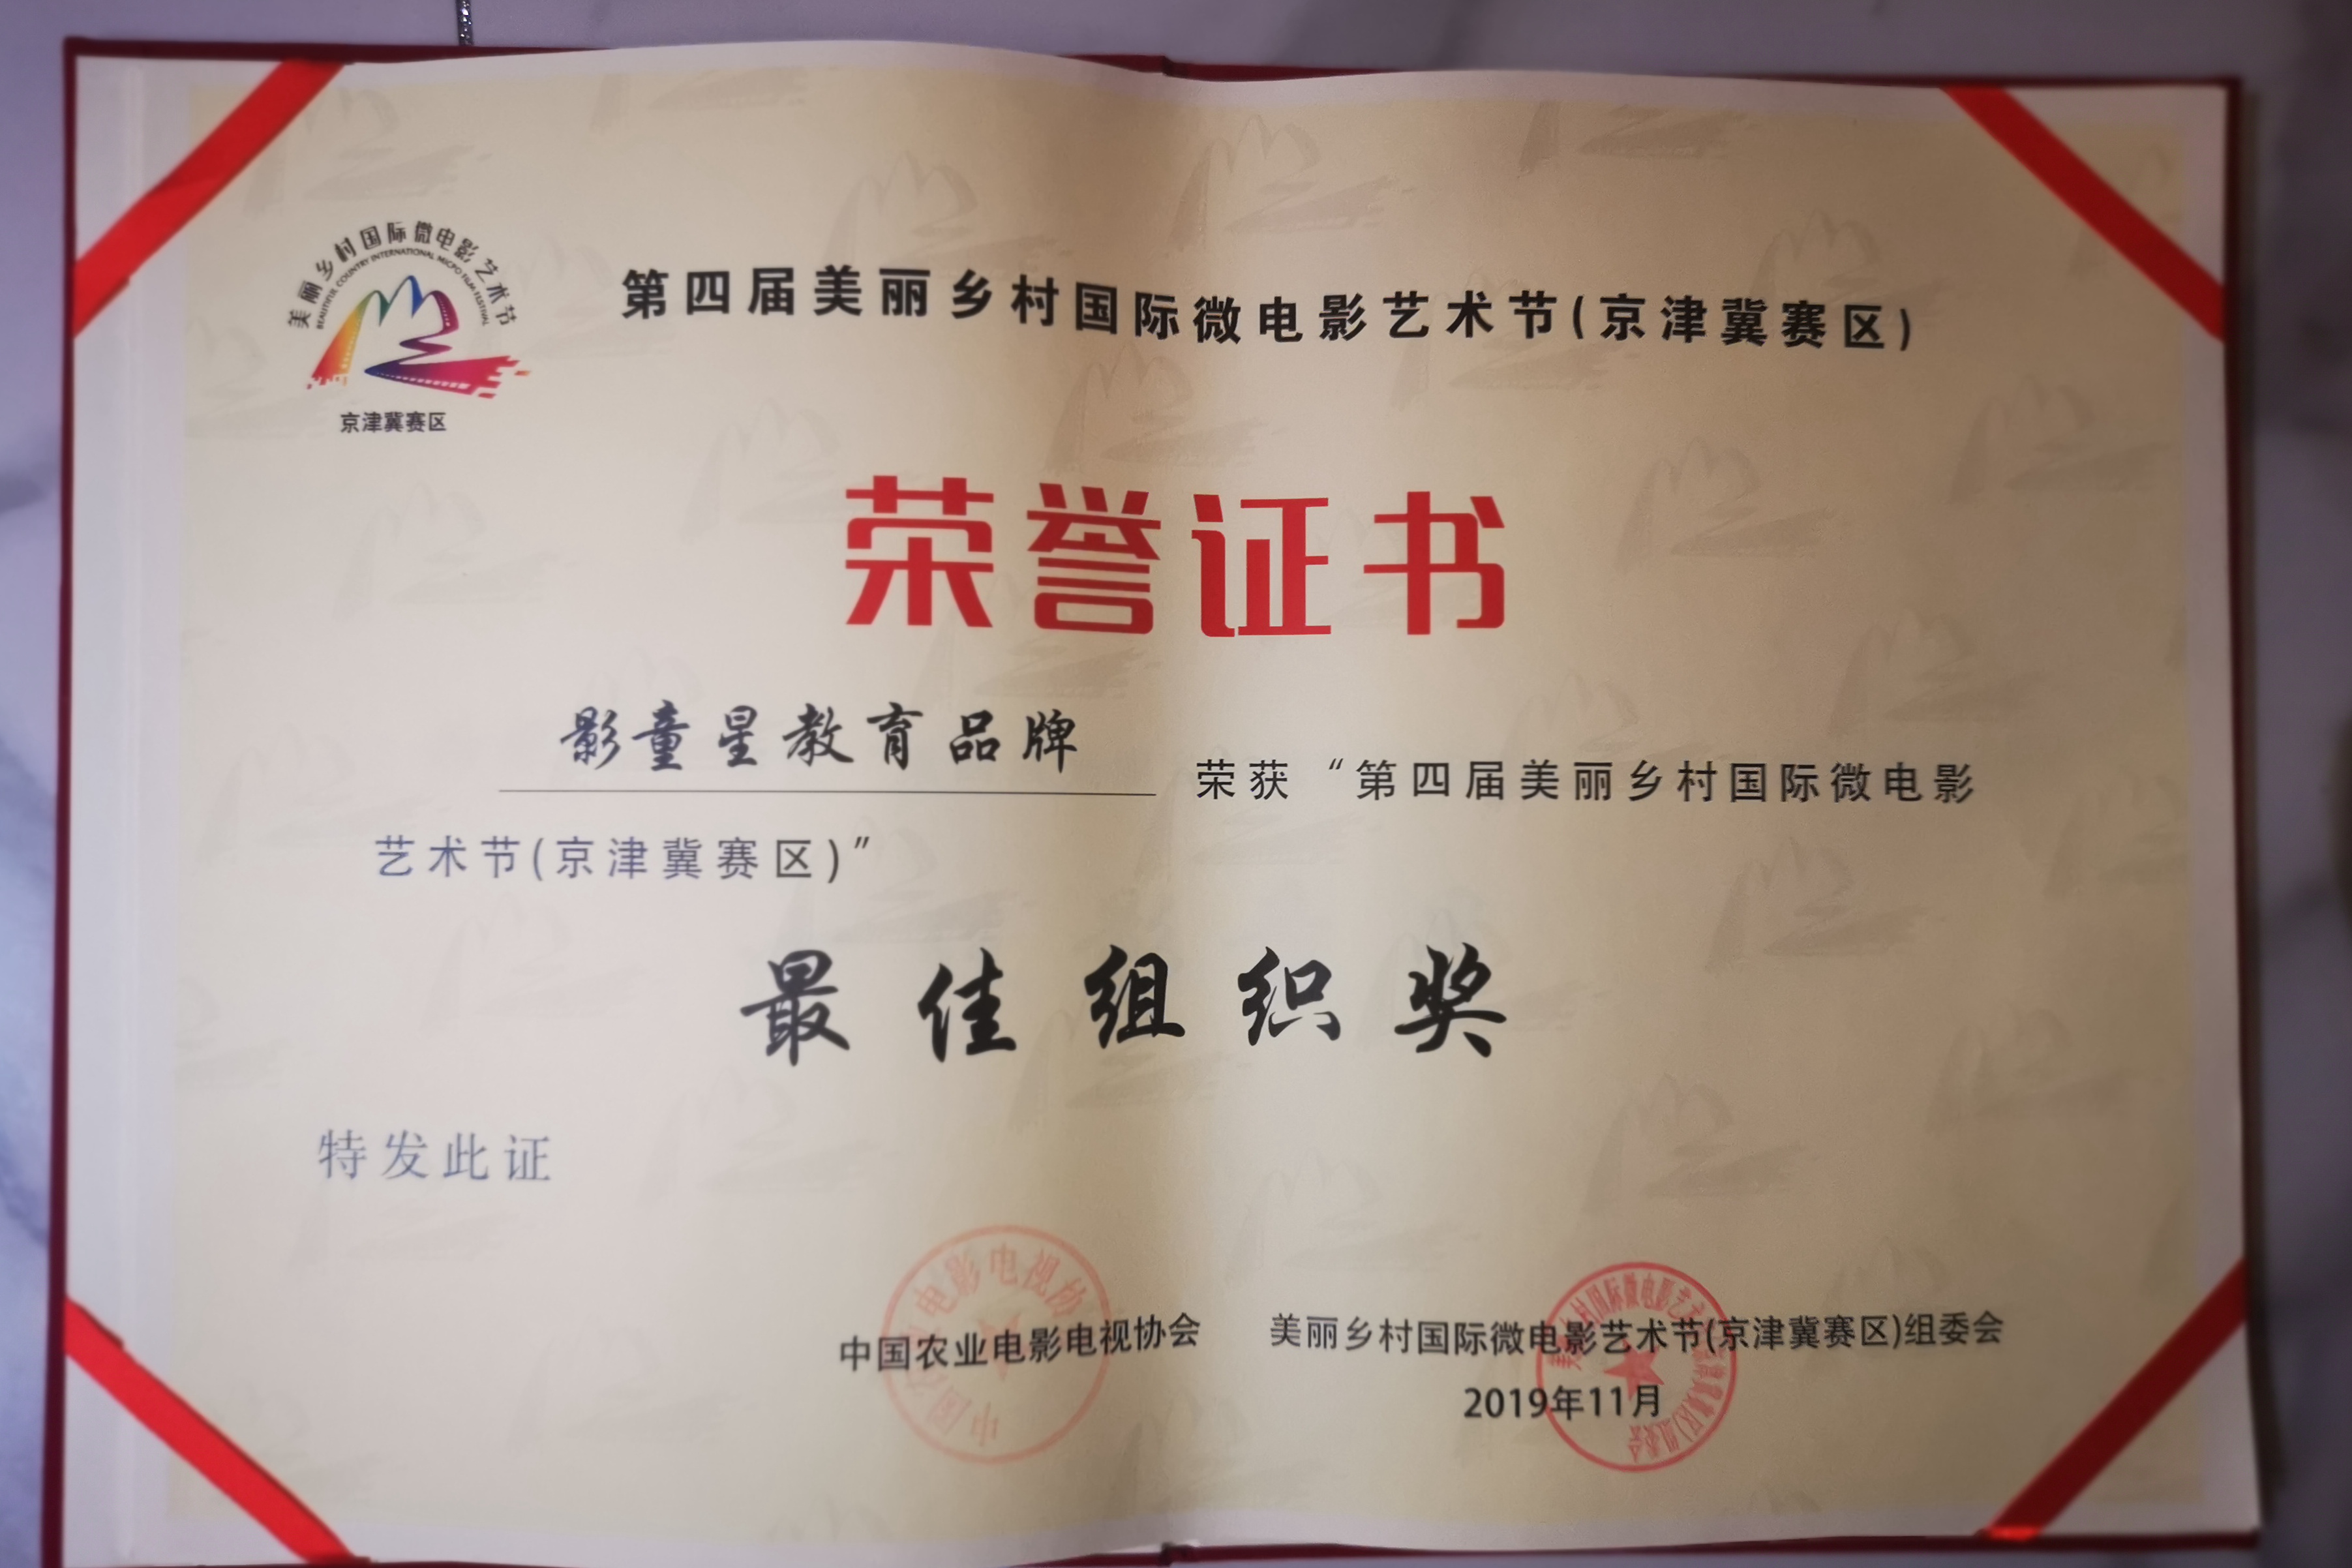 美丽乡村国际微电影艺术节
BEAUTIFUL COUNTRY INTERNATIONAL MICPO FILM FESTIVAL
京津冀赛区
第四届美丽乡村国际微电影艺术节(京津冀赛区)
荣誉证书
影童星教育品牌 荣获“第四届美丽乡村国际微电影
艺术节(京津冀赛区)”
最佳组织奖
特发此证
中国农业电影电视协会 美丽乡村国际微电影艺术节(京津冀赛区)组委会
2019年11月